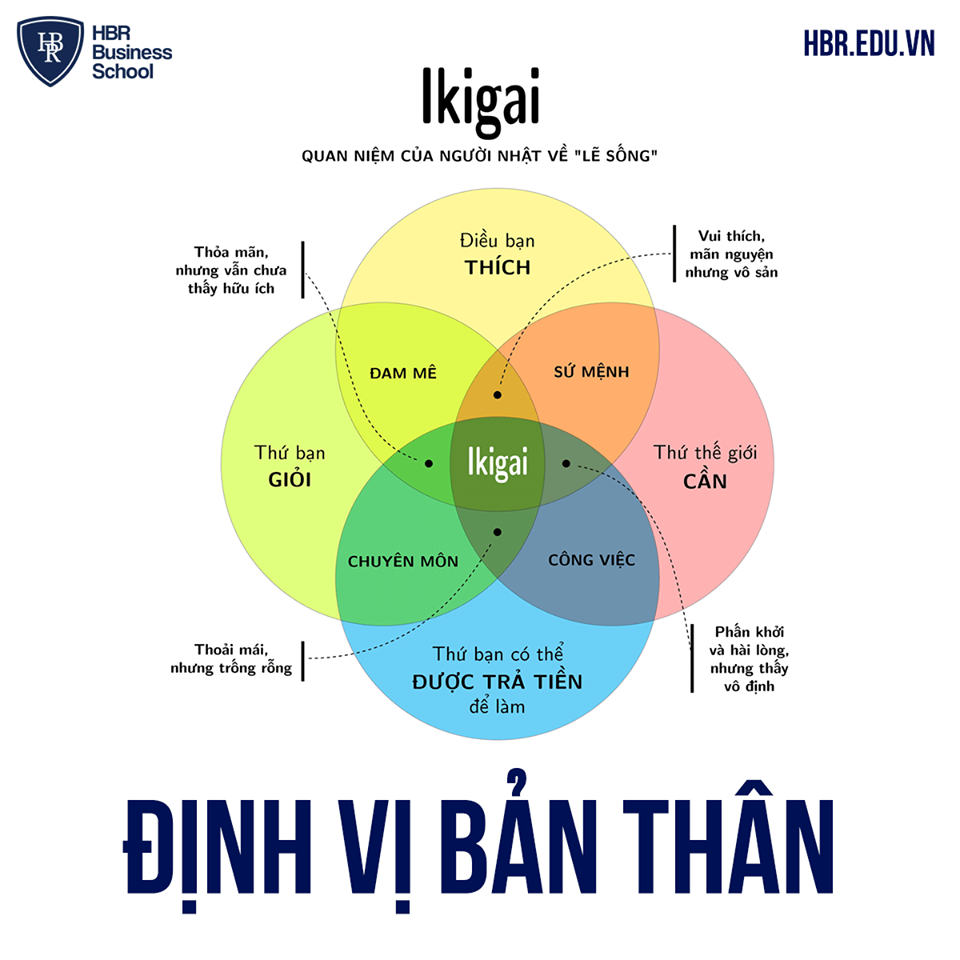 HBR
Business
School
HBR.EDU.VN
Ikigai
QUAN NIỆM CỦA NGƯỜI NHẬT VỀ "LẼ SỐNG"
Điều bạn
THÍCH
Thỏa mãn,
nhưng vẫn chưa
thấy hữu ích
Vui thích,
mãn nguyện
nhưng vô sản
ĐAM MÊ
SỨ MỆNH
Thứ bạn
GIỎI
Ikigai
Thứ thế giới
CẦN
CHUYÊN MÔN
CÔNG VIỆC
Thoải mái,
nhưng trống rỗng
Thứ bạn có thể
ĐƯỢC TRẢ TIỀN
để làm
Phấn khởi
và hài lòng,
nhưng thấy
vô định
ĐỊNH VỊ BẢN THÂN